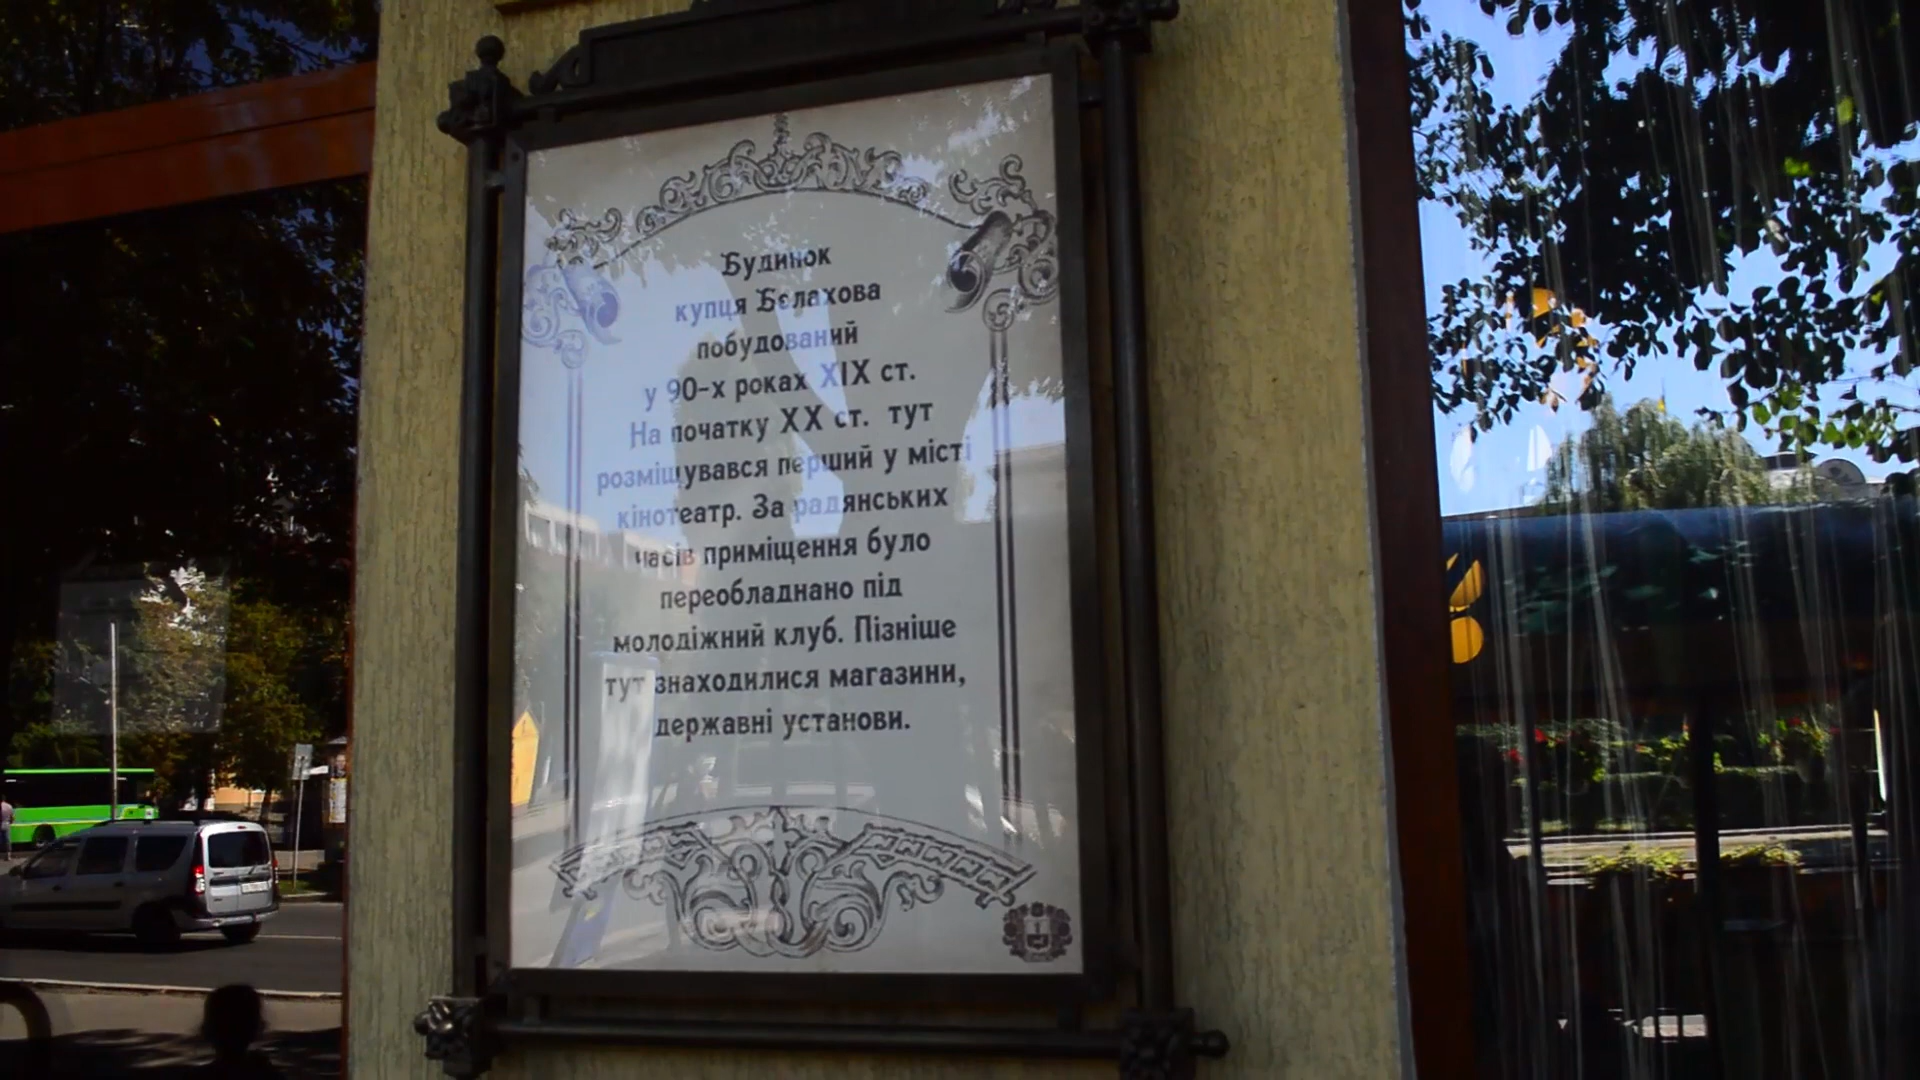 Будинок
купця Бєлахова
побудований
у 90-х роках XIX ст.
На початку XX ст. тут
розміщувався перший у місті
кінотеатр. За радянських
часів приміщення було
переобладнано під
молодіжний клуб. Пізніше
тут знаходилися магазини,
державні установи.